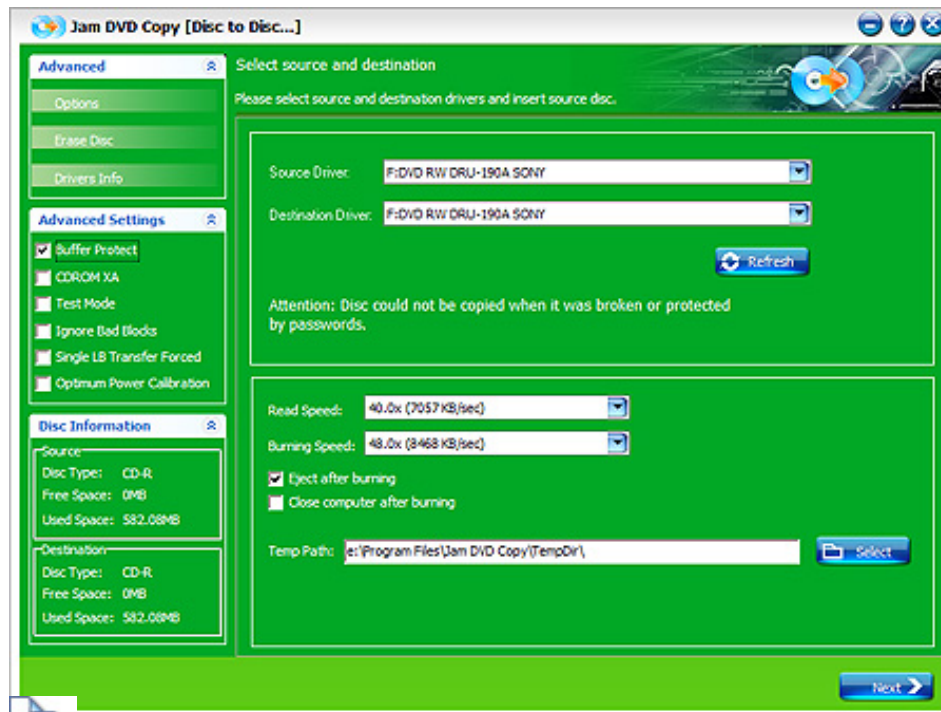 Jam DVD Copy [Disc to Disc...]
Advanced
Options
Erase Disc
Drivers Info
Advanced Settings
Buffer Protect
CDROM XA
Test Mode
Ignore Bad Blocks
Single LB Transfer Forced
Optimum Power Calibration
Disc Information
Source
Disc Type: CD-R
Free Space: 0MB
Used Space: 582.08MB
Destination
Disc Type: CD-R
Free Space: 0MB
Used Space: 582.08MB
Select source and destination
Please select source and destination drivers and insert source disc.
Source Driver: F:DVD RW DRU-190A SONY
Destination Driver: F:DVD RW DRU-190A SONY
Refresh
Attention: Disc could not be copied when it was broken or protected
by passwords.
Read Speed: 40.0x (7057 KB/sec)
Burning Speed: 48.0x (8468 KB/sec)
Eject after burning
Close computer after burning
Temp Path: e:\Program Files\Jam DVD Copy\TempDir\
Select
Next